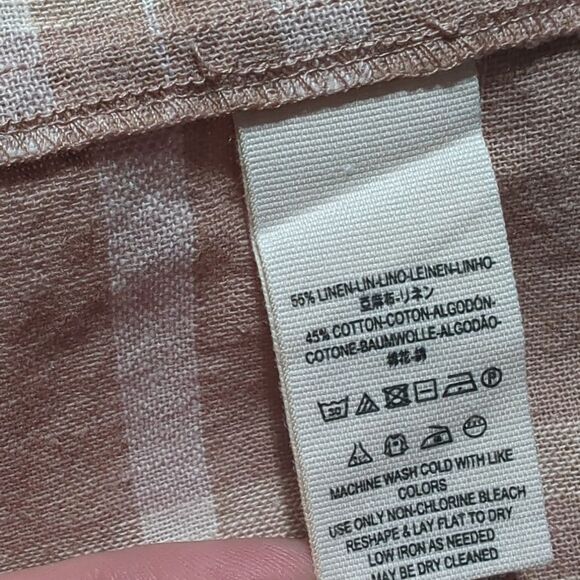 55% LINEN-LIN-LINO-LEINEN-LINHO-
亜麻布-リネン
45% COTTON-COTON-ALGODÓN-
COTONE-BAUMWOLLE-ALGODÃO-
棉花-綿
30 P
MACHINE WASH COLD WITH LIKE
COLORS
USE ONLY NON-CHLORINE BLEACH
RESHAPE & LAY FLAT TO DRY
LOW IRON AS NEEDED
MAY BE DRY CLEANED